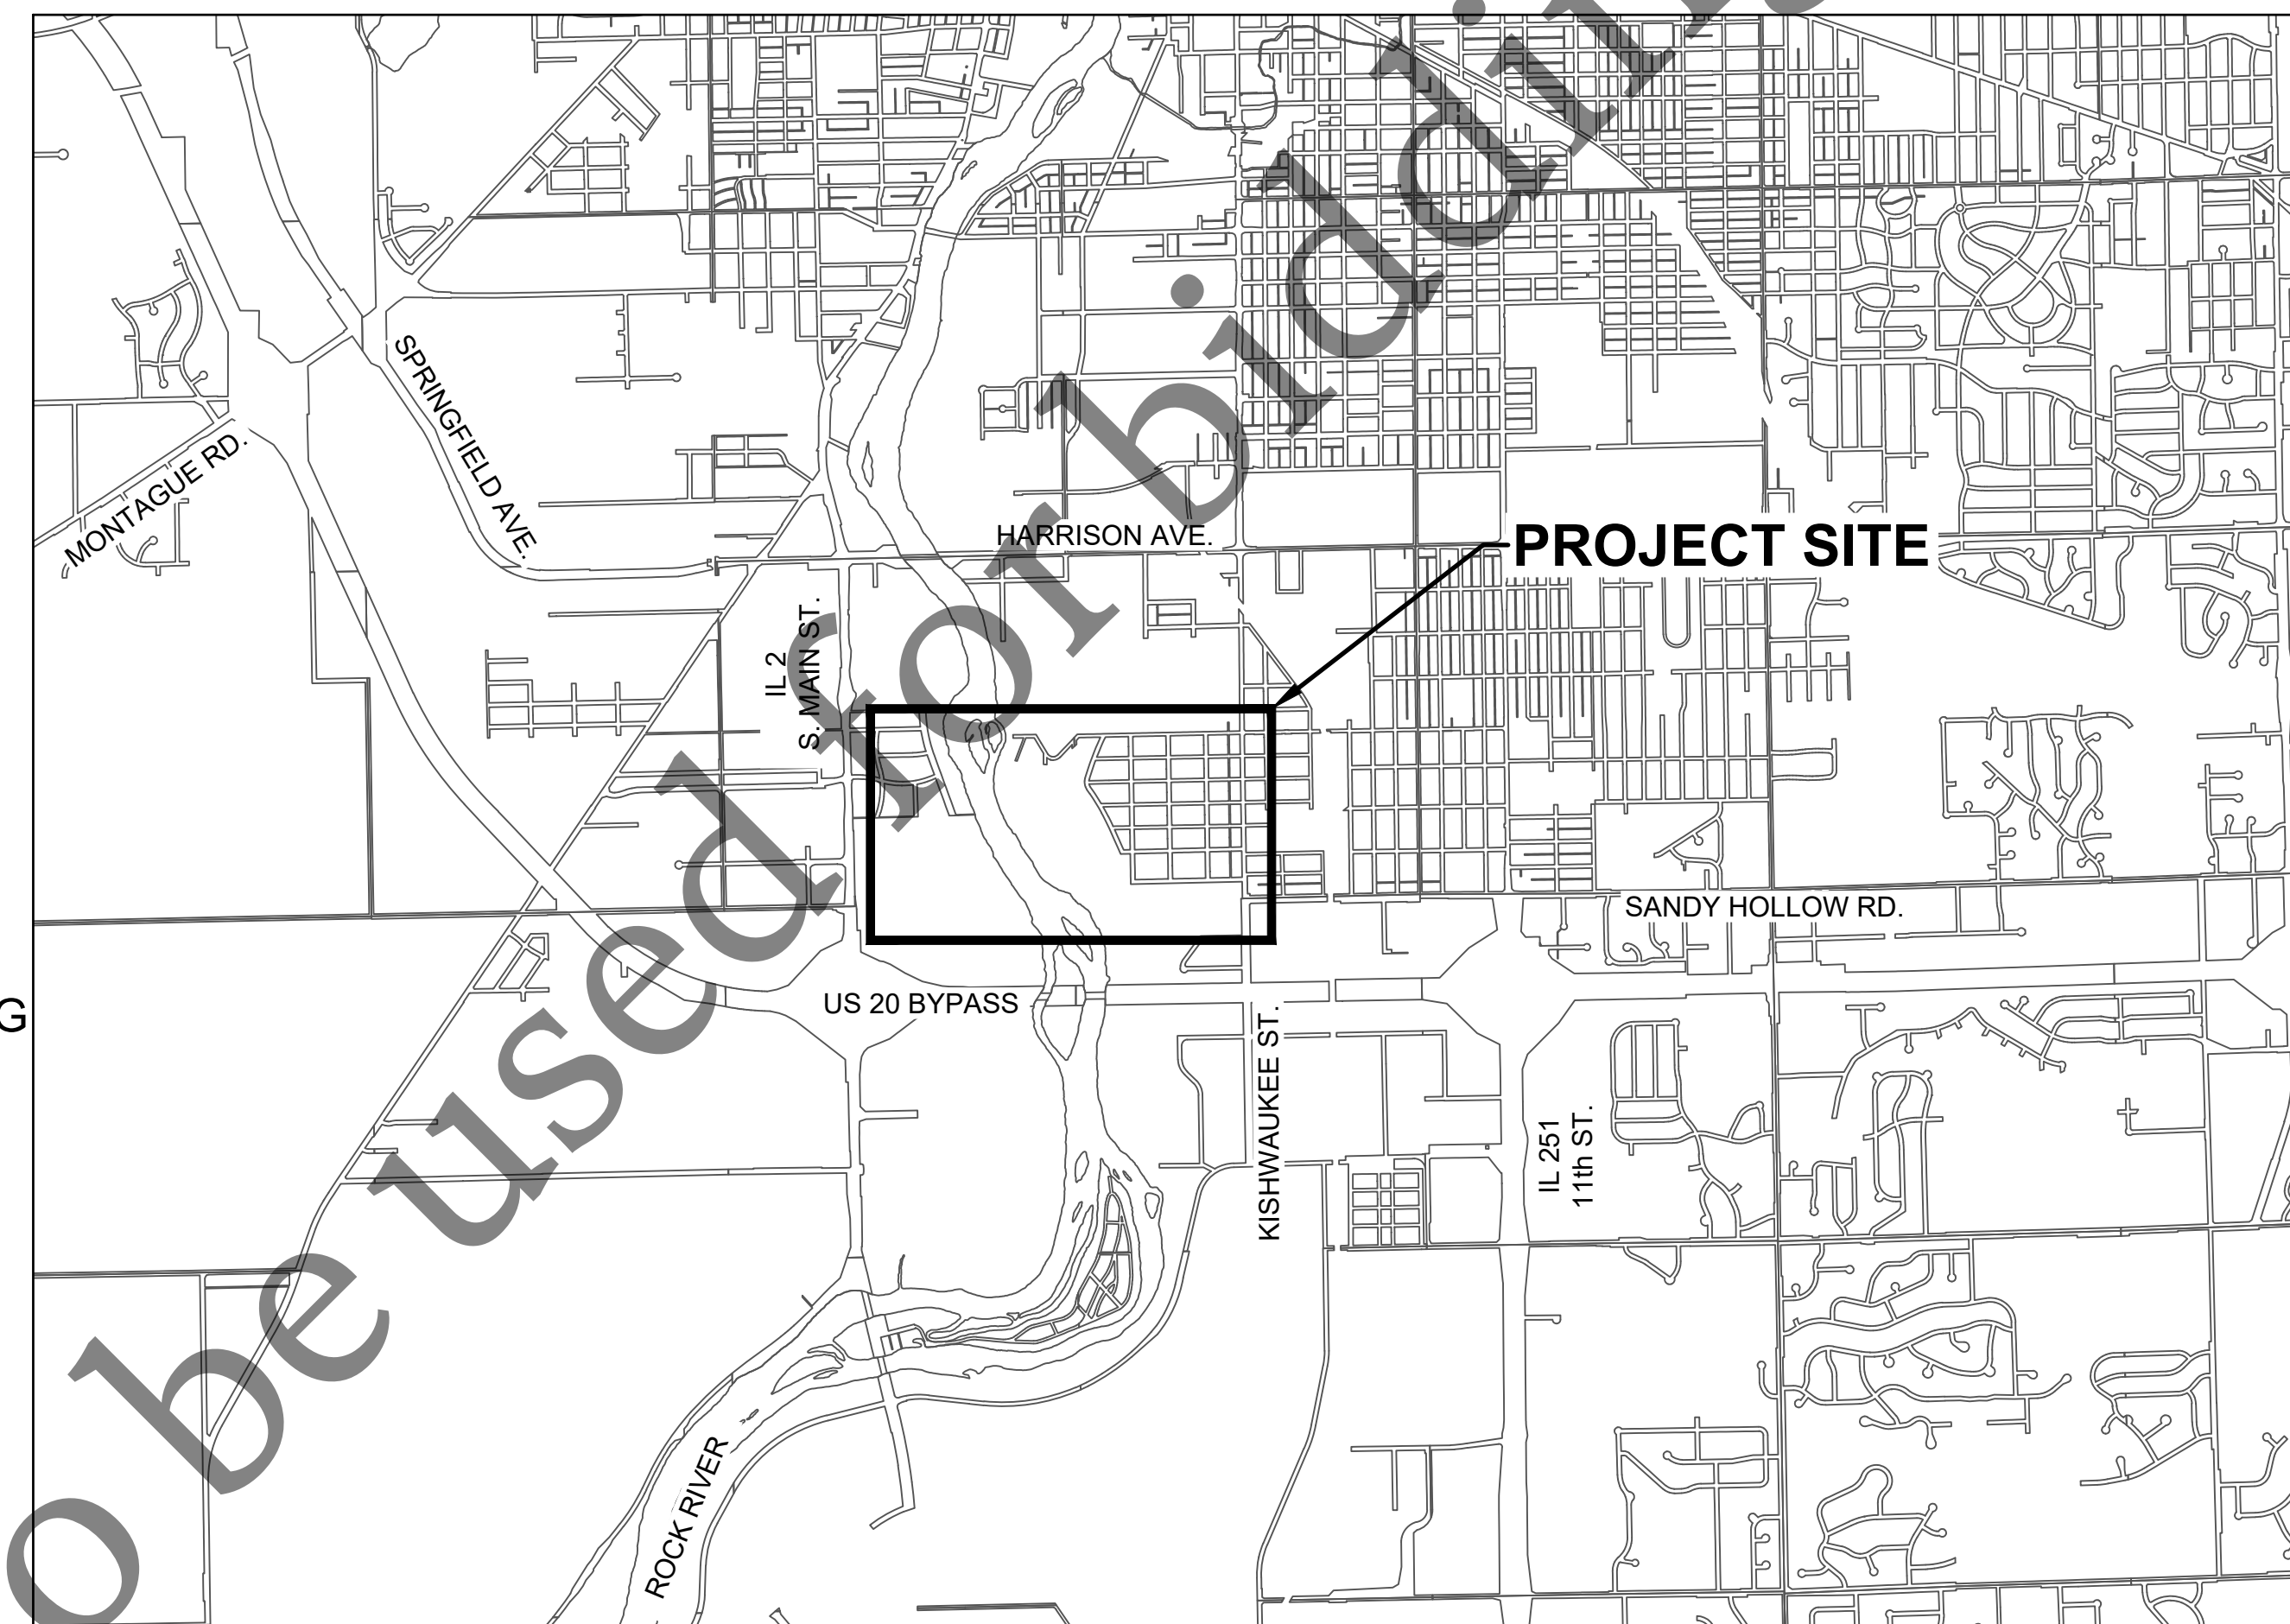 SPRINGFIELD AVE.
MONTAGUE RD.
HARRISON AVE.
PROJECT SITE
IL 2
S. MAIN ST.
SANDY HOLLOW RD.
US 20 BYPASS
G
KISHWAUKEE ST.
IL 251
11th ST.
ROCK RIVER
o be used for bidding